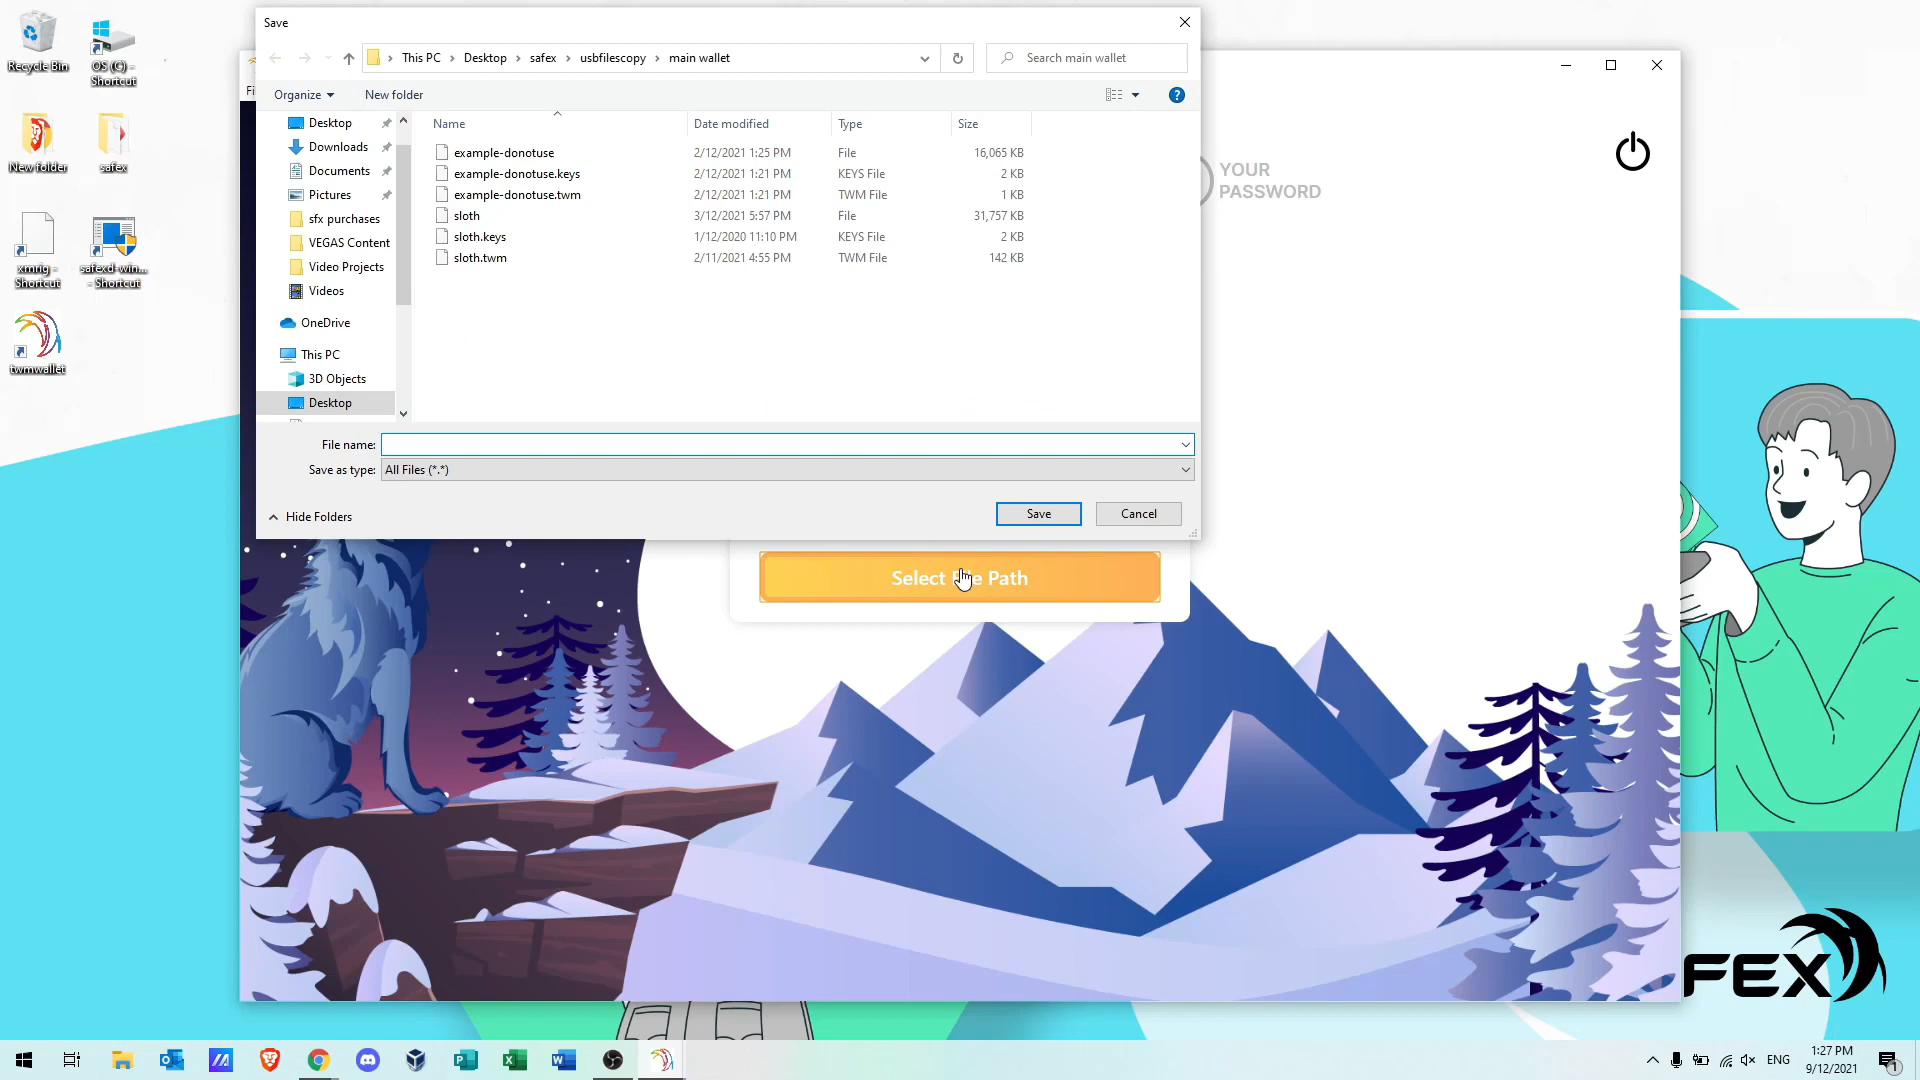 Save
This PC
Desktop
safex
usbfilescopy
main wallet
Search main wallet
Organize
New folder
Name
Date modified
Type
Size
Desktop
Downloads
Documents
Pictures
sfx purchases
VEGAS Content
Video Projects
Videos
OneDrive
This PC
3D Objects
Desktop
example-donotuse 2/12/2021 1:25 PM File 16,065 KB
example-donotuse.keys 2/12/2021 1:21 PM KEYS File 2 KB
example-donotuse.twm 2/12/2021 1:21 PM TWM File 1 KB
sloth 3/12/2021 5:57 PM File 31,757 KB
sloth.keys 1/12/2020 11:10 PM KEYS File 2 KB
sloth.twm 2/11/2021 4:55 PM TWM File 142 KB
File name:
Save as type: All Files (*.*)
Hide Folders
Save
Cancel
Recycle Bin
OS (C) -
Shortcut
New folder
safex
xmrig -
Shortcut
safexd-win...
- Shortcut
twmwallet
YOUR
PASSWORD
FEX
ENG
1:27 PM
9/12/2021
1